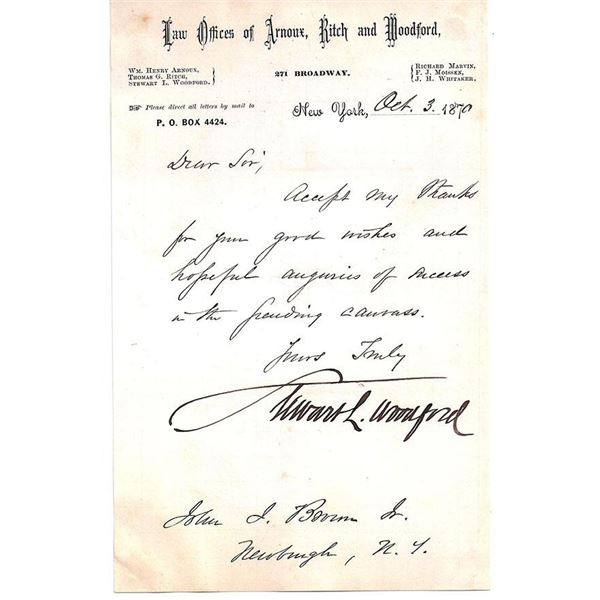 Law Offices of Arnoux, Ritch and Woodford,
Wm. Henry Arnoux,
Thomas G. Ritch,
Stewart L. Woodford.
271 BROADWAY.
Richard Marvin,
F. J. Moissen,
J. H. Whitaker.
☞ Please direct all letters by mail to
P. O. BOX 4424.
New York, Oct. 3. 1870
Dear Sir,
Accept my thanks
for your good wishes and
hopeful auguries of success
in the pending canvass.
Yours Truly
Stewart L. Woodford
John J. Brown Jr.
Newburgh, N. Y.